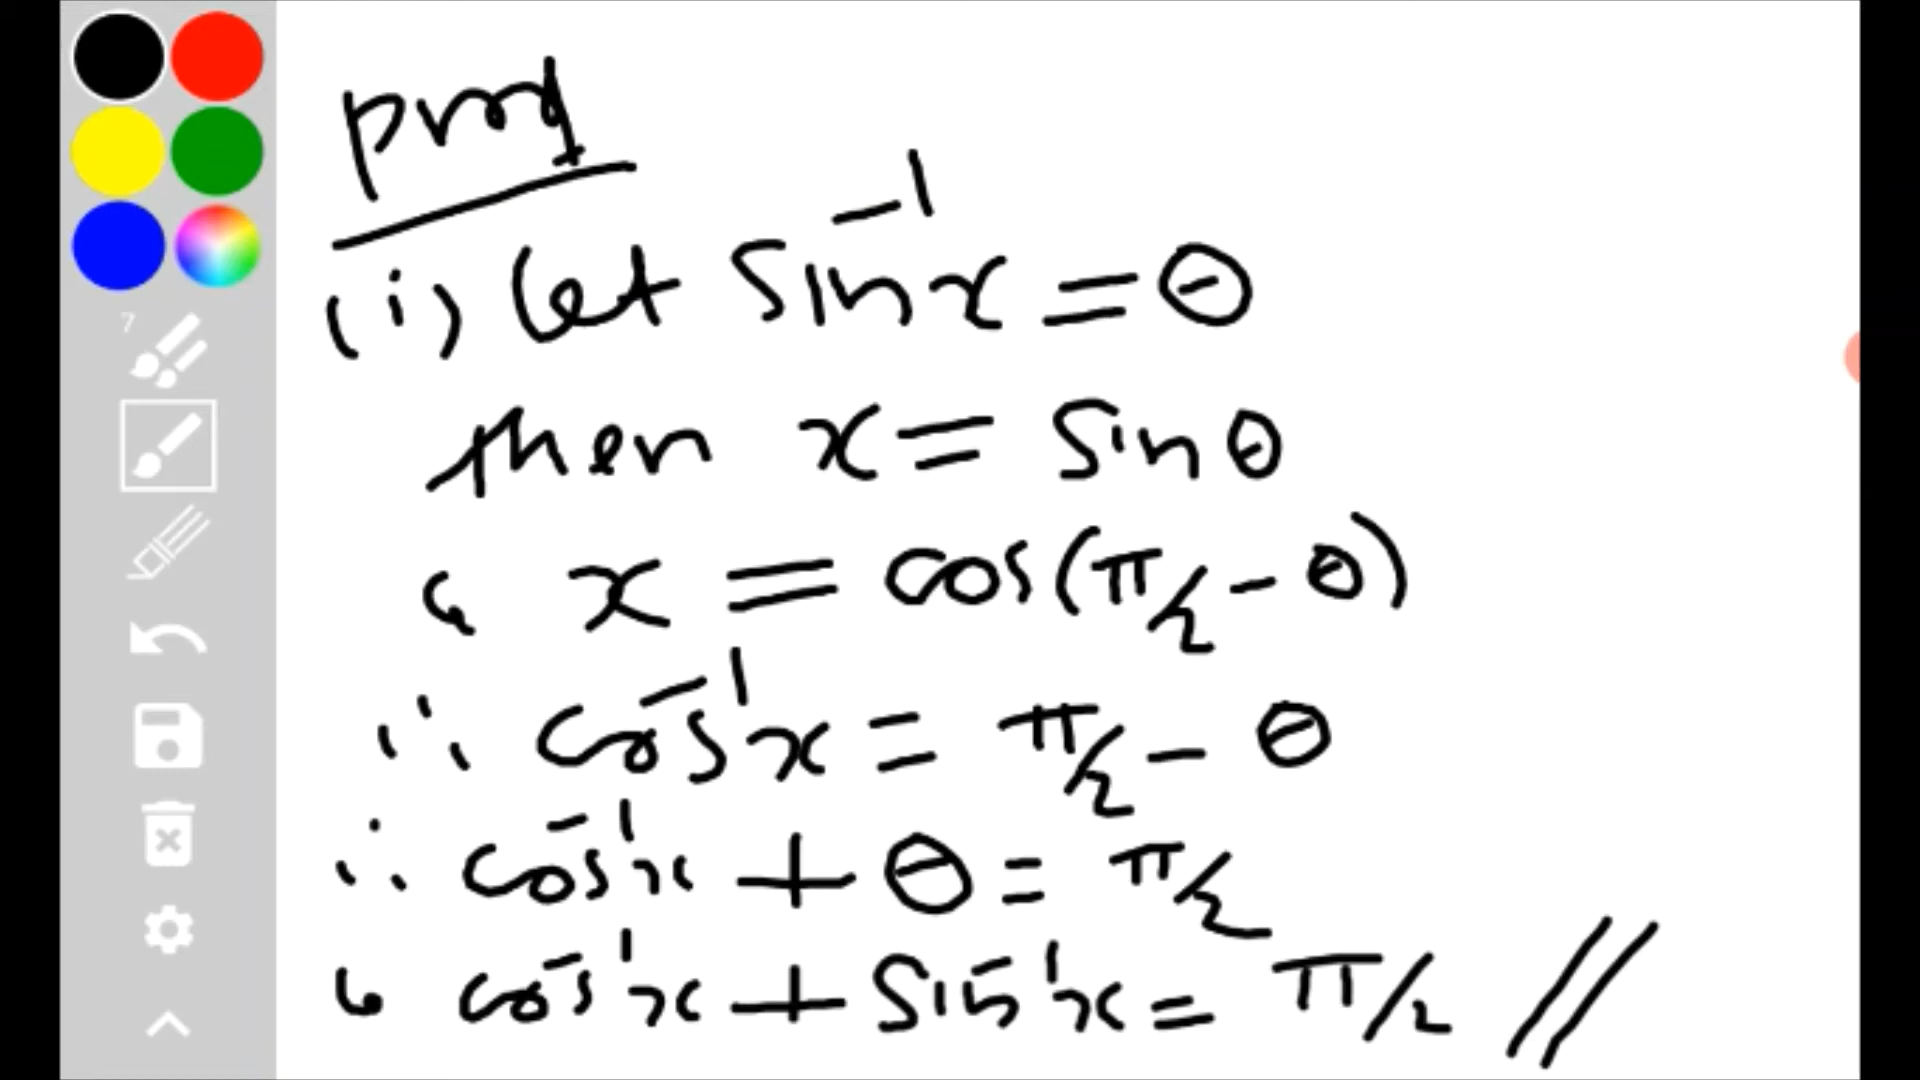 proof
(i) let sin⁻¹x = θ
then x = sin θ
x = cos(π/2 - θ)
∴ cos⁻¹x = π/2 - θ
∴ cos⁻¹x + θ = π/2
cos⁻¹x + sin⁻¹x = π/2 //
7